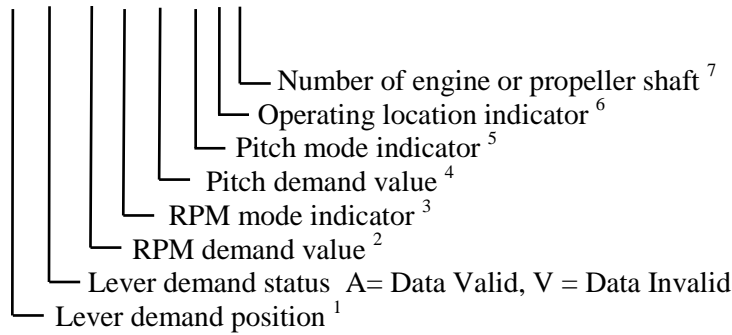 Number of engine or propeller shaft ⁷
Operating location indicator ⁶
Pitch mode indicator ⁵
Pitch demand value ⁴
RPM mode indicator ³
RPM demand value ²
Lever demand status A= Data Valid, V = Data Invalid
Lever demand position ¹